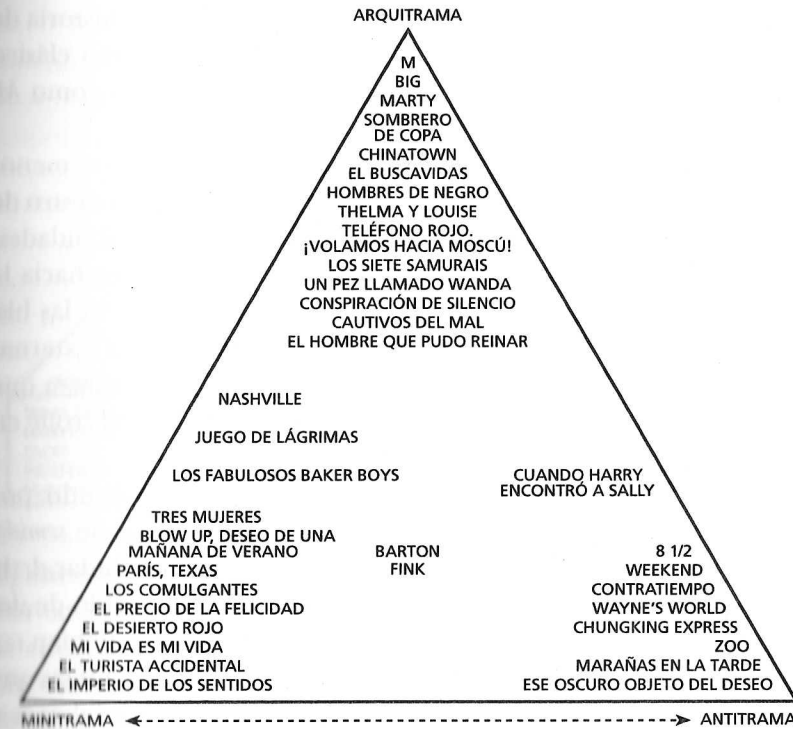 ARQUITRAMA
M
BIG
MARTY
SOMBRERO
DE COPA
CHINATOWN
EL BUSCAVIDAS
HOMBRES DE NEGRO
THELMA Y LOUISE
TELÉFONO ROJO.
¡VOLAMOS HACIA MOSCÚ!
LOS SIETE SAMURAIS
UN PEZ LLAMADO WANDA
CONSPIRACIÓN DE SILENCIO
CAUTIVOS DEL MAL
EL HOMBRE QUE PUDO REINAR
NASHVILLE
JUEGO DE LÁGRIMAS
LOS FABULOSOS BAKER BOYS
CUANDO HARRY
ENCONTRÓ A SALLY
TRES MUJERES
BLOW UP, DESEO DE UNA
MAÑANA DE VERANO
PARÍS, TEXAS
LOS COMULGANTES
EL PRECIO DE LA FELICIDAD
EL DESIERTO ROJO
MI VIDA ES MI VIDA
EL TURISTA ACCIDENTAL
EL IMPERIO DE LOS SENTIDOS
BARTON
FINK
8 1/2
WEEKEND
CONTRATIEMPO
WAYNE'S WORLD
CHUNGKING EXPRESS
ZOO
MARAÑAS EN LA TARDE
ESE OSCURO OBJETO DEL DESEO
MINITRAMA
ANTITRAMA